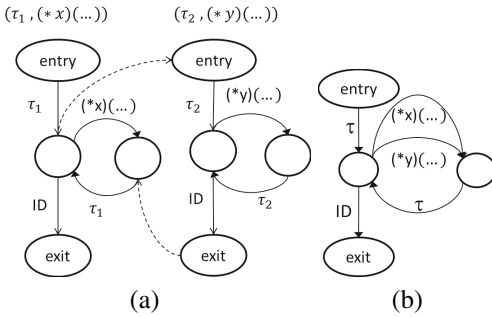 (τ₁ , (∗ x)(…))
(τ₂ , (∗ y)(…))
entry
entry
τ₁
(*x)(…)
τ₂
(*y)(…)
ID
τ₁
ID
τ₂
exit
exit
(a)
entry
τ
(*x)(…)
(*y)(…)
ID
τ
exit
(b)